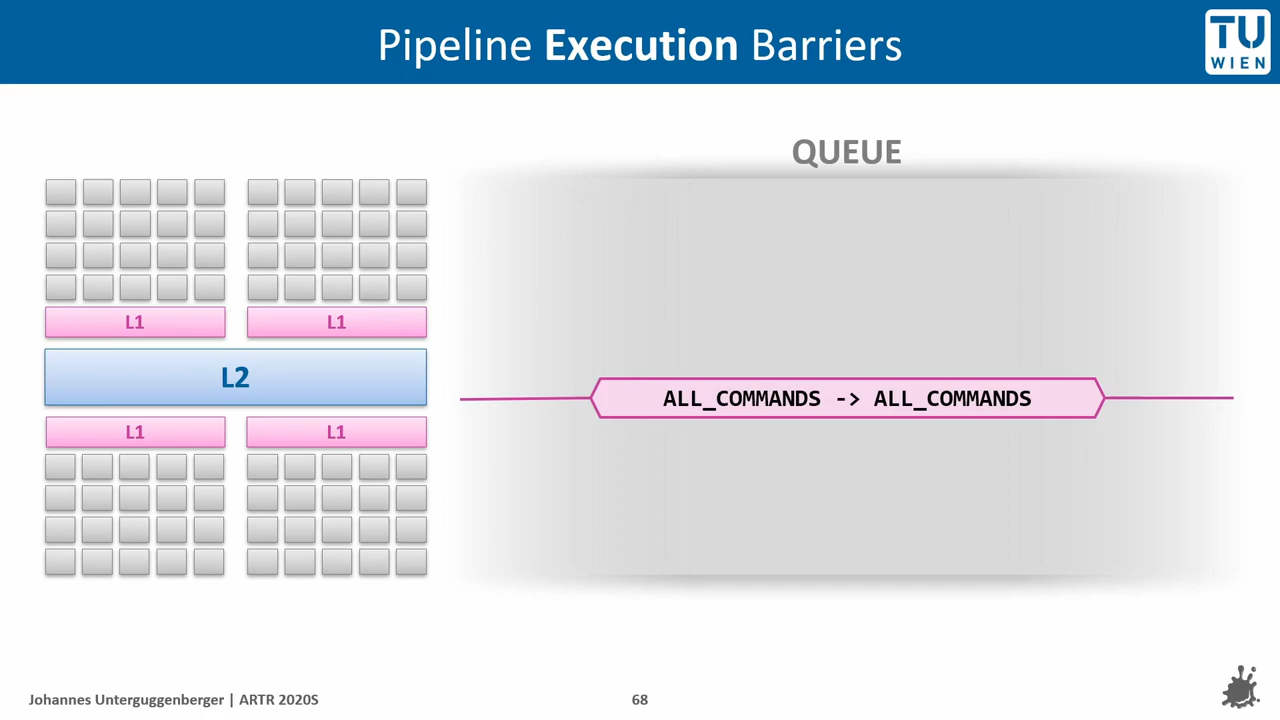 Pipeline Execution Barriers
TU
WIEN
QUEUE
L1
L1
L2
L1
L1
ALL_COMMANDS -> ALL_COMMANDS
Johannes Unterguggenberger | ARTR 2020S
68